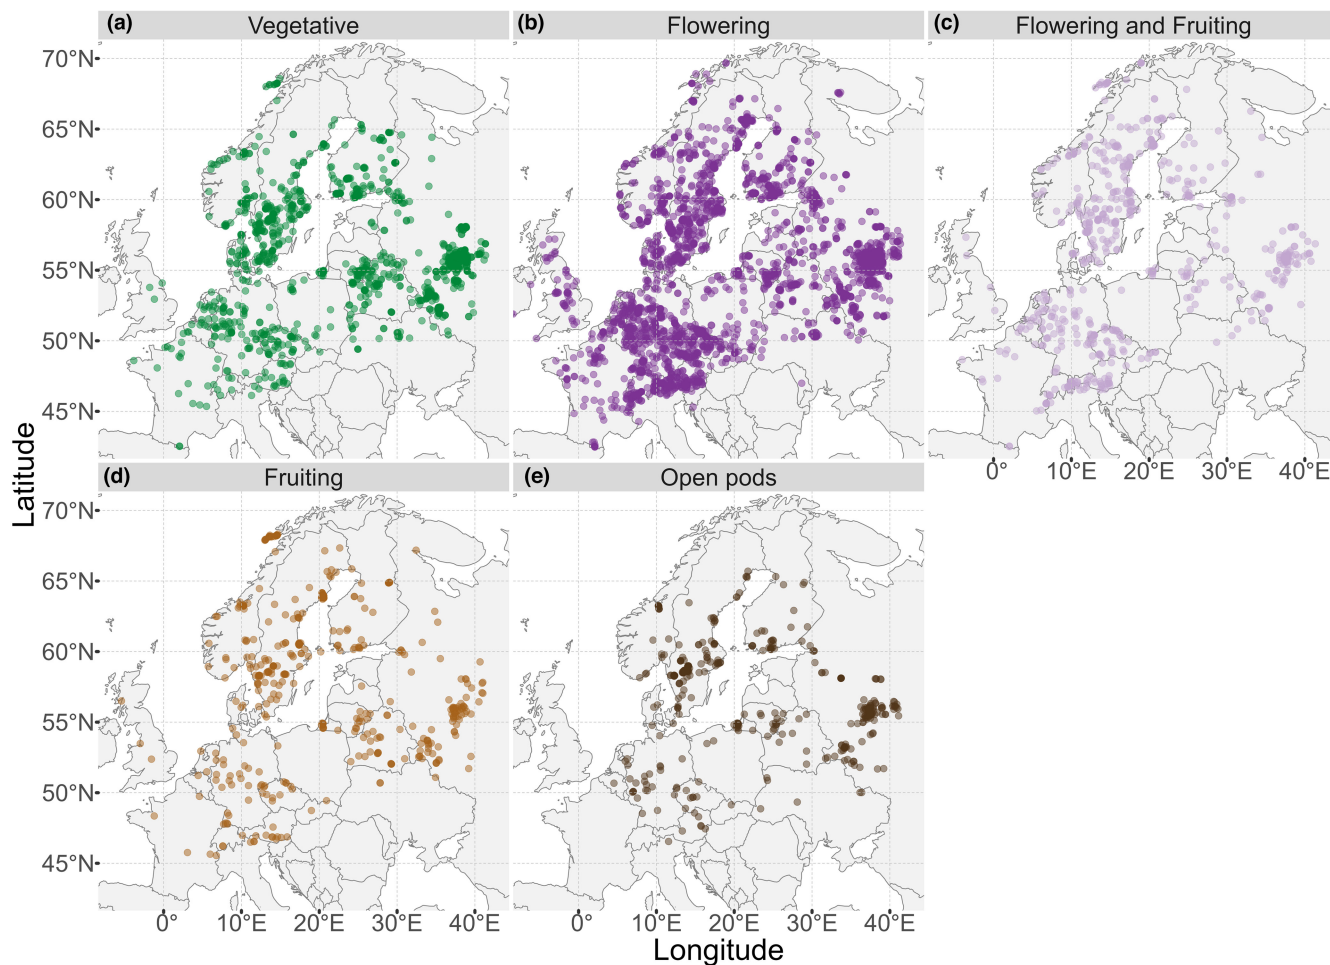 (a) Vegetative
(b) Flowering
(c) Flowering and Fruiting
70°N
65°N
60°N
55°N
50°N
45°N
0° 10°E 20°E 30°E 40°E
Latitude
(d) Fruiting
(e) Open pods
70°N
65°N
60°N
55°N
50°N
45°N
0° 10°E 20°E 30°E 40°E
0° 10°E 20°E 30°E 40°E
Longitude